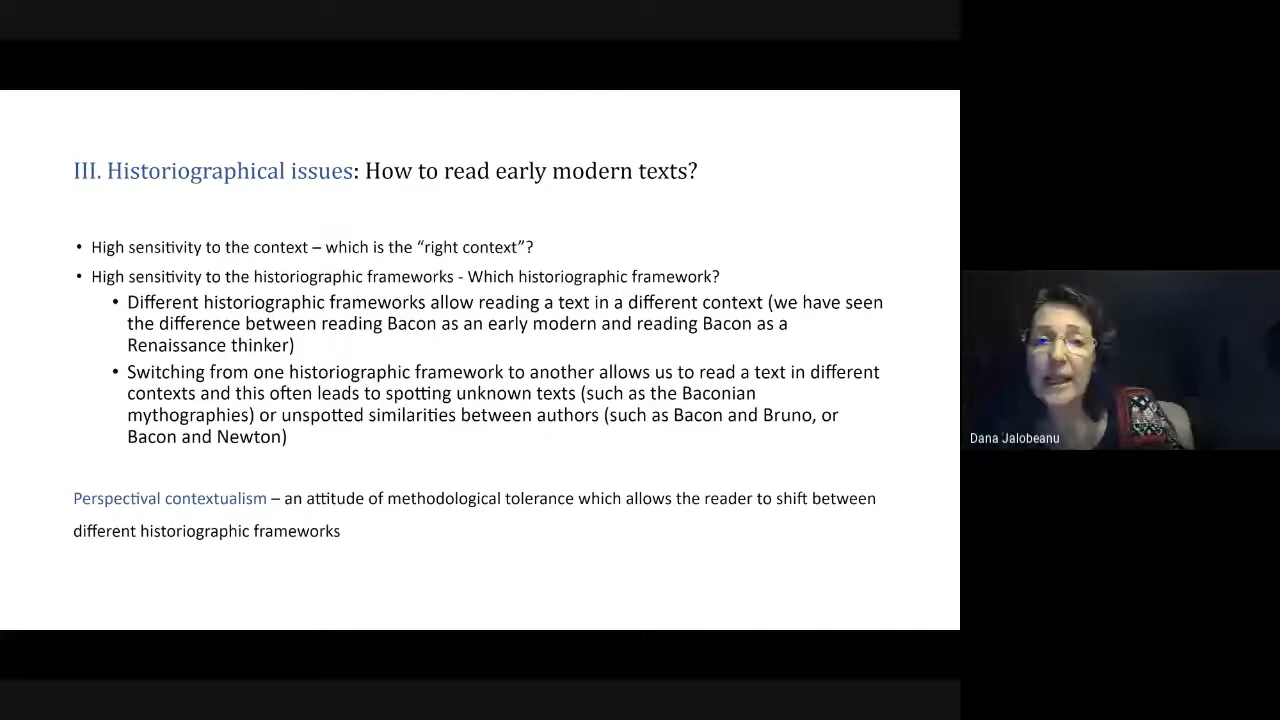 III. Historiographical issues: How to read early modern texts?
• High sensitivity to the context – which is the “right context”?
• High sensitivity to the historiographic frameworks - Which historiographic framework?
• Different historiographic frameworks allow reading a text in a different context (we have seen
the difference between reading Bacon as an early modern and reading Bacon as a
Renaissance thinker)
• Switching from one historiographic framework to another allows us to read a text in different
contexts and this often leads to spotting unknown texts (such as the Baconian
mythographies) or unspotted similarities between authors (such as Bacon and Bruno, or
Bacon and Newton)
Perspectival contextualism – an attitude of methodological tolerance which allows the reader to shift between
different historiographic frameworks
Dana Jalobeanu